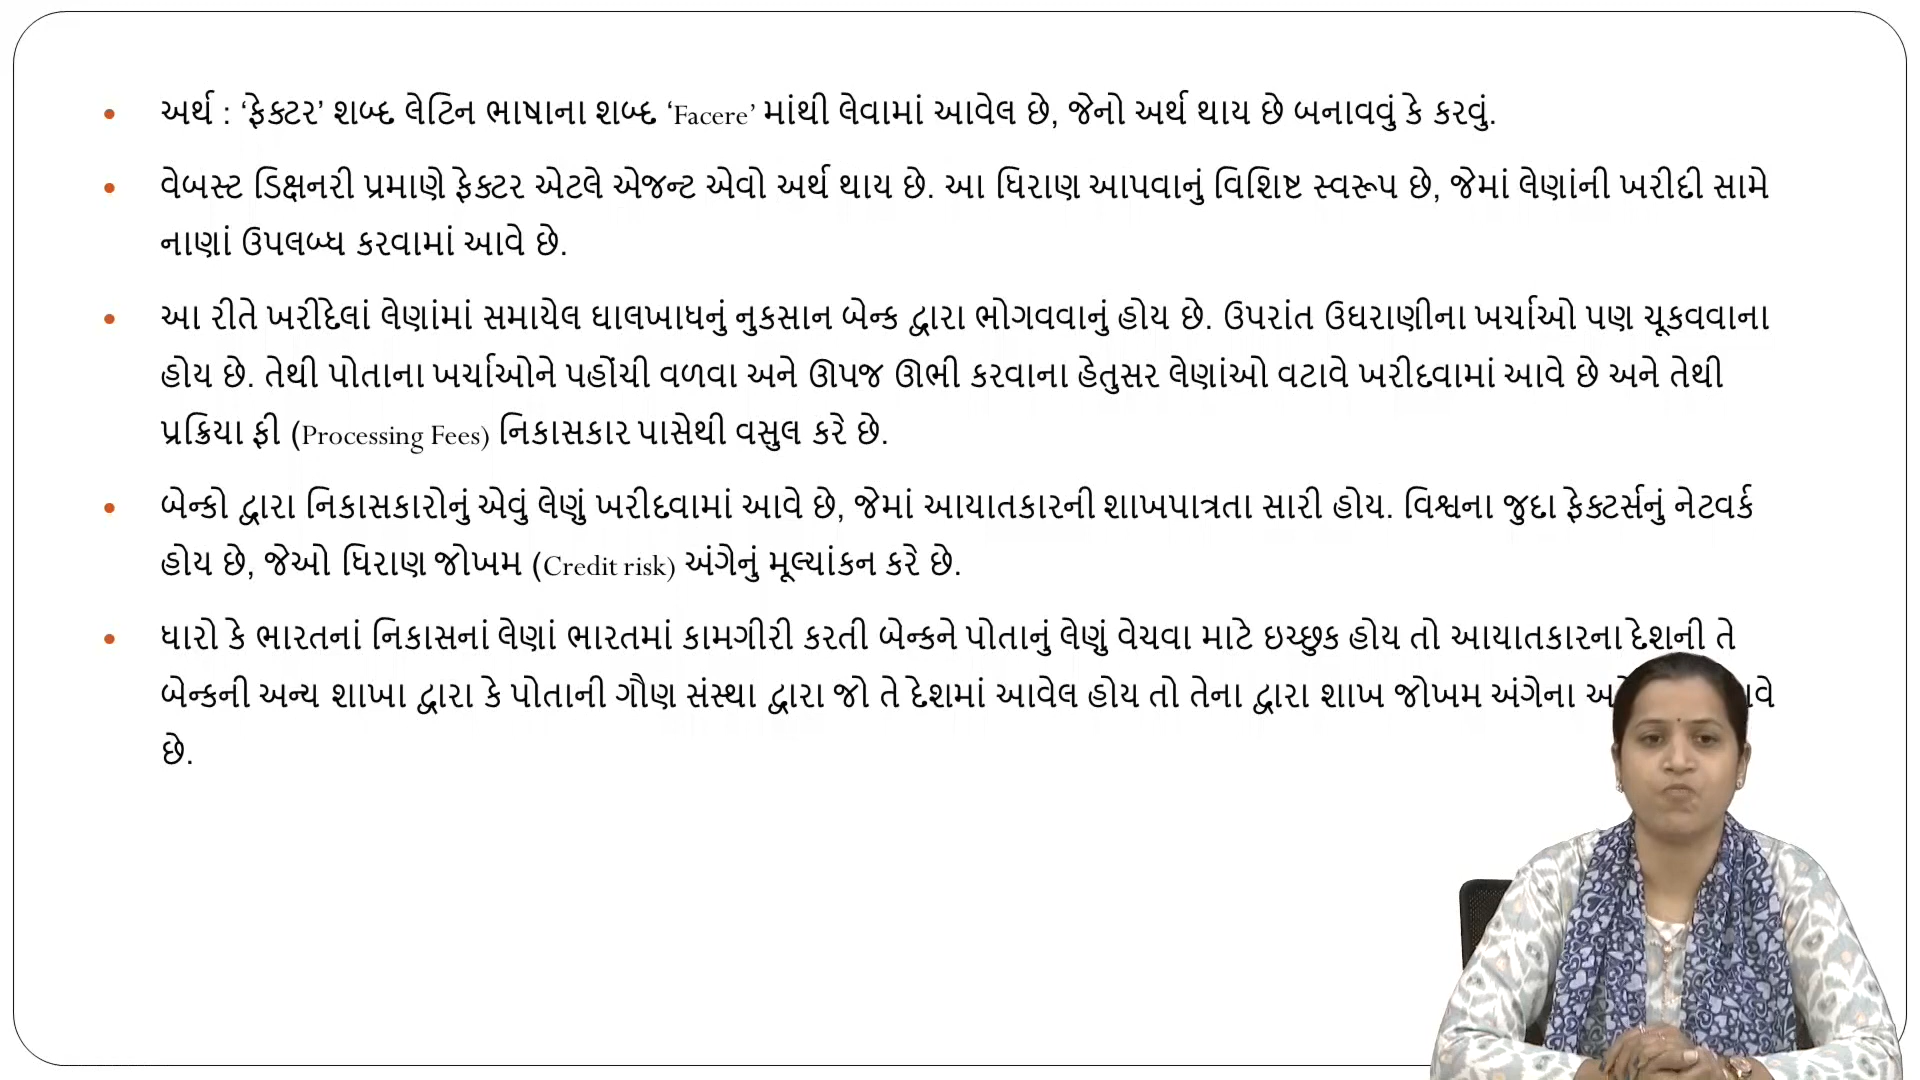 અર્થ : ‘ફેક્ટર’ શબ્દ લેટિન ભાષાના શબ્દ ‘Facere’ માંથી લેવામાં આવેલ છે, જેનો અર્થ થાય છે બનાવવું કે કરવું.
વેબસ્ટ ડિક્ષનરી પ્રમાણે ફેક્ટર એટલે એજન્ટ એવો અર્થ થાય છે. આ ધિરાણ આપવાનું વિશિષ્ટ સ્વરૂપ છે, જેમાં લેણાંની ખરીદી સામે
નાણાં ઉપલબ્ધ કરવામાં આવે છે.
આ રીતે ખરીદેલાં લેણાંમાં સમાયેલ ઘાલખાધનું નુકસાન બેન્ક દ્વારા ભોગવવાનું હોય છે. ઉપરાંત ઉઘરાણીના ખર્ચાઓ પણ ચૂકવવાના
હોય છે. તેથી પોતાના ખર્ચાઓને પહોંચી વળવા અને ઊપજ ઊભી કરવાના હેતુસર લેણાંઓ વટાવે ખરીદવામાં આવે છે અને તેથી
પ્રક્રિયા ફી (Processing Fees) નિકાસકાર પાસેથી વસુલ કરે છે.
બેન્કો દ્વારા નિકાસકારોનું એવું લેણું ખરીદવામાં આવે છે, જેમાં આયાતકારની શાખપાત્રતા સારી હોય. વિશ્વના જુદા ફેક્ટર્સનું નેટવર્ક
હોય છે, જેઓ ધિરાણ જોખમ (Credit risk) અંગેનું મૂલ્યાંકન કરે છે.
ધારો કે ભારતનાં નિકાસનાં લેણાં ભારતમાં કામગીરી કરતી બેન્કને પોતાનું લેણું વેચવા માટે ઇચ્છુક હોય તો આયાતકારના દેશની તે
બેન્કની અન્ય શાખા દ્વારા કે પોતાની ગૌણ સંસ્થા દ્વારા જો તે દેશમાં આવેલ હોય તો તેના દ્વારા શાખ જોખમ અંગેના
છે.